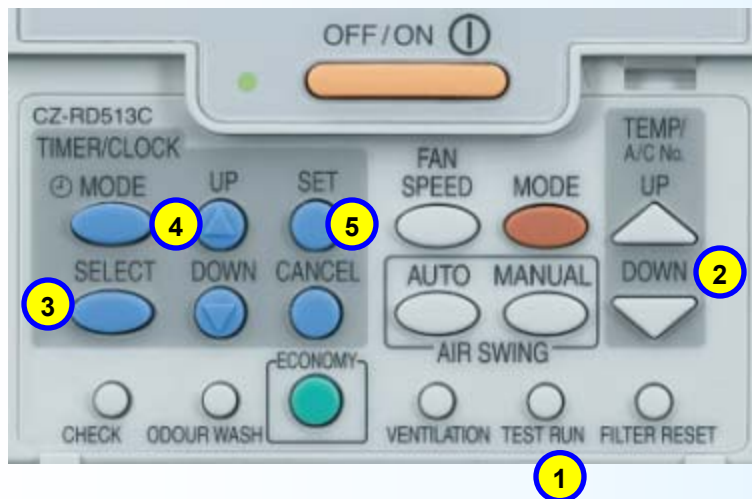 OFF/ON
CZ-RD513C
TIMER/CLOCK
MODE
UP
SET
FAN
SPEED
MODE
TEMP/
A/C No.
UP
4
5
SELECT
DOWN
CANCEL
AUTO
MANUAL
DOWN
2
3
AIR SWING
ECONOMY
CHECK
ODOUR WASH
VENTILATION
TEST RUN
FILTER RESET
1